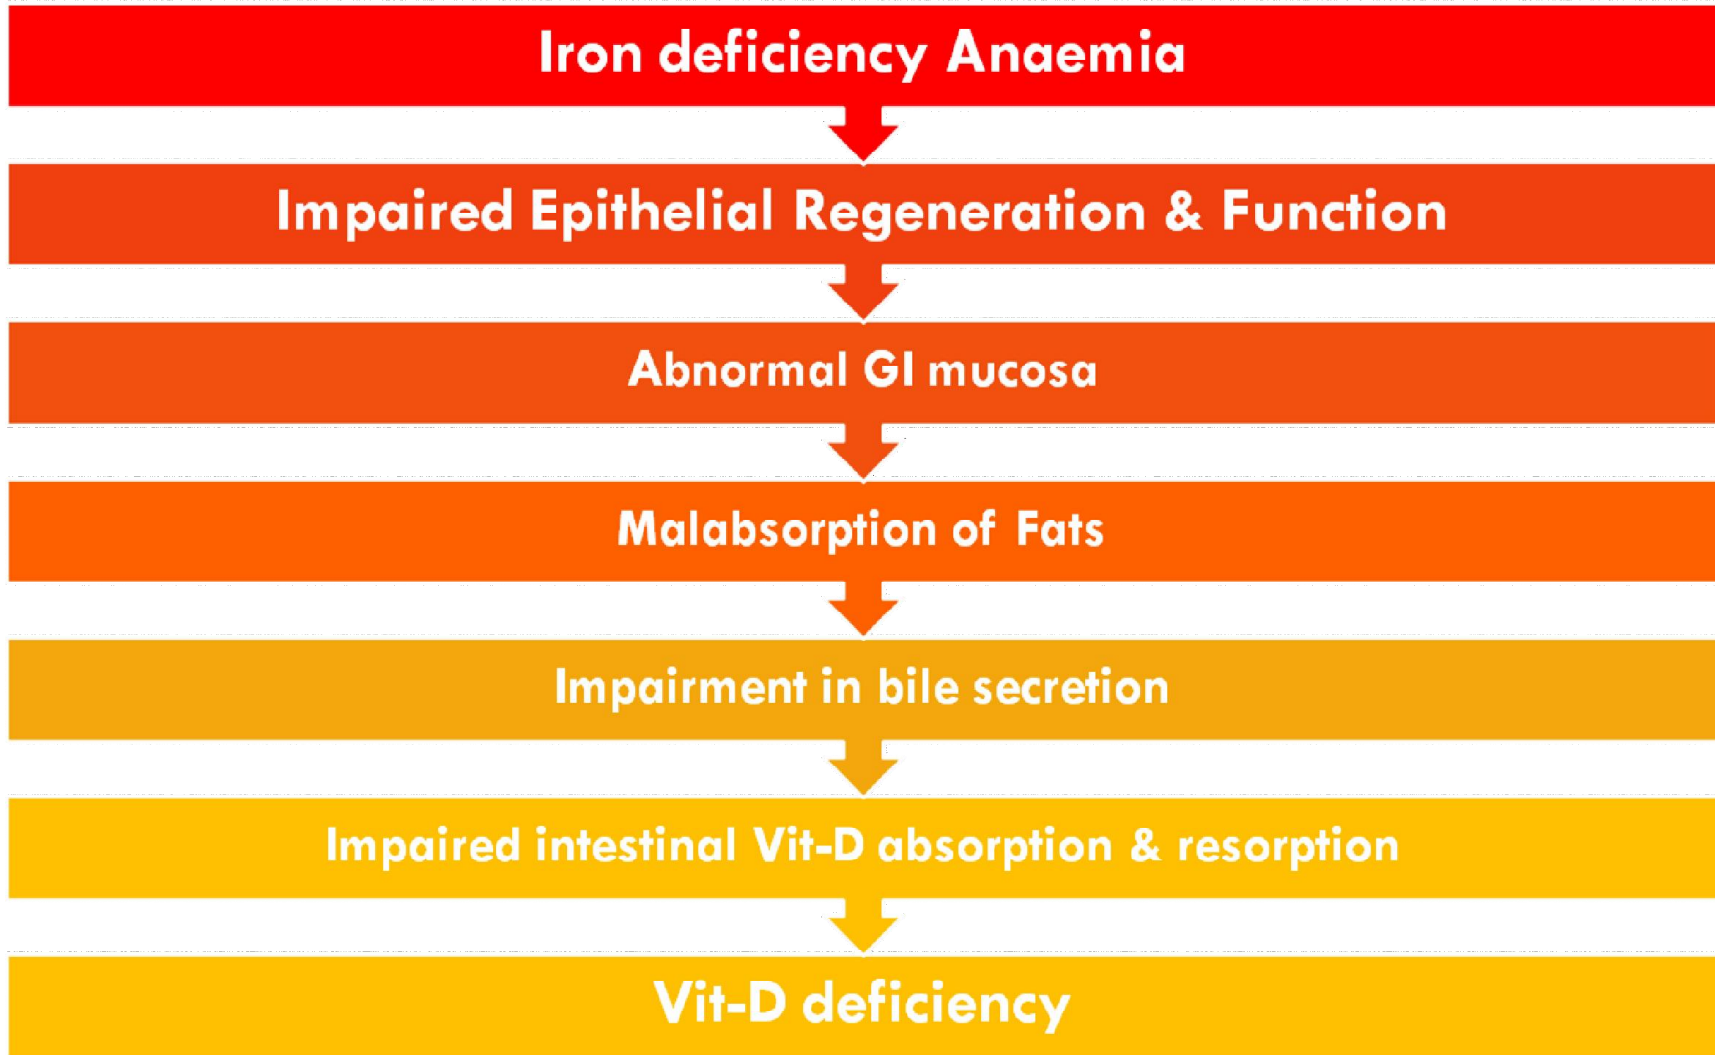 Iron deficiency Anaemia
Impaired Epithelial Regeneration & Function
Abnormal GI mucosa
Malabsorption of Fats
Impairment in bile secretion
Impaired intestinal Vit-D absorption & resorption
Vit-D deficiency